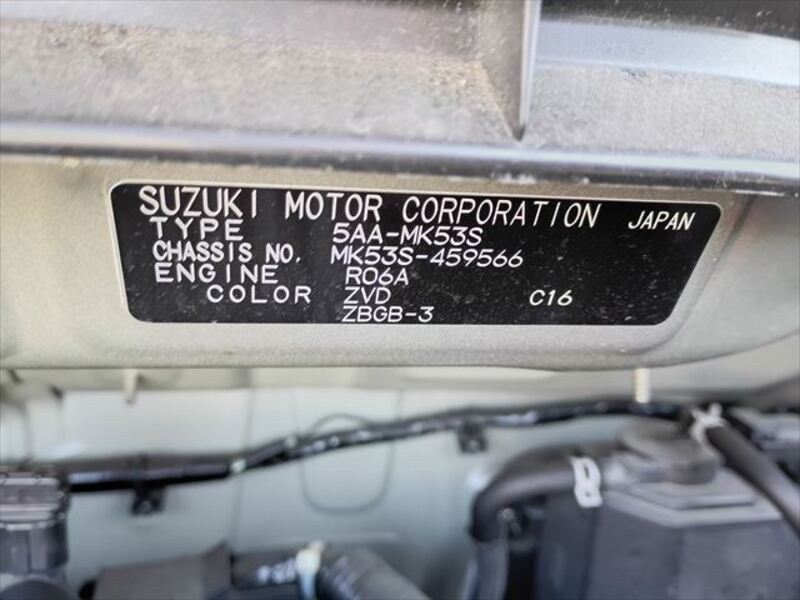 SUZUKI MOTOR CORPORATION JAPAN
TYPE 5AA-MK53S
CHASSIS NO. MK53S-459566
ENGINE R06A
COLOR ZVD C16
ZBGB-3